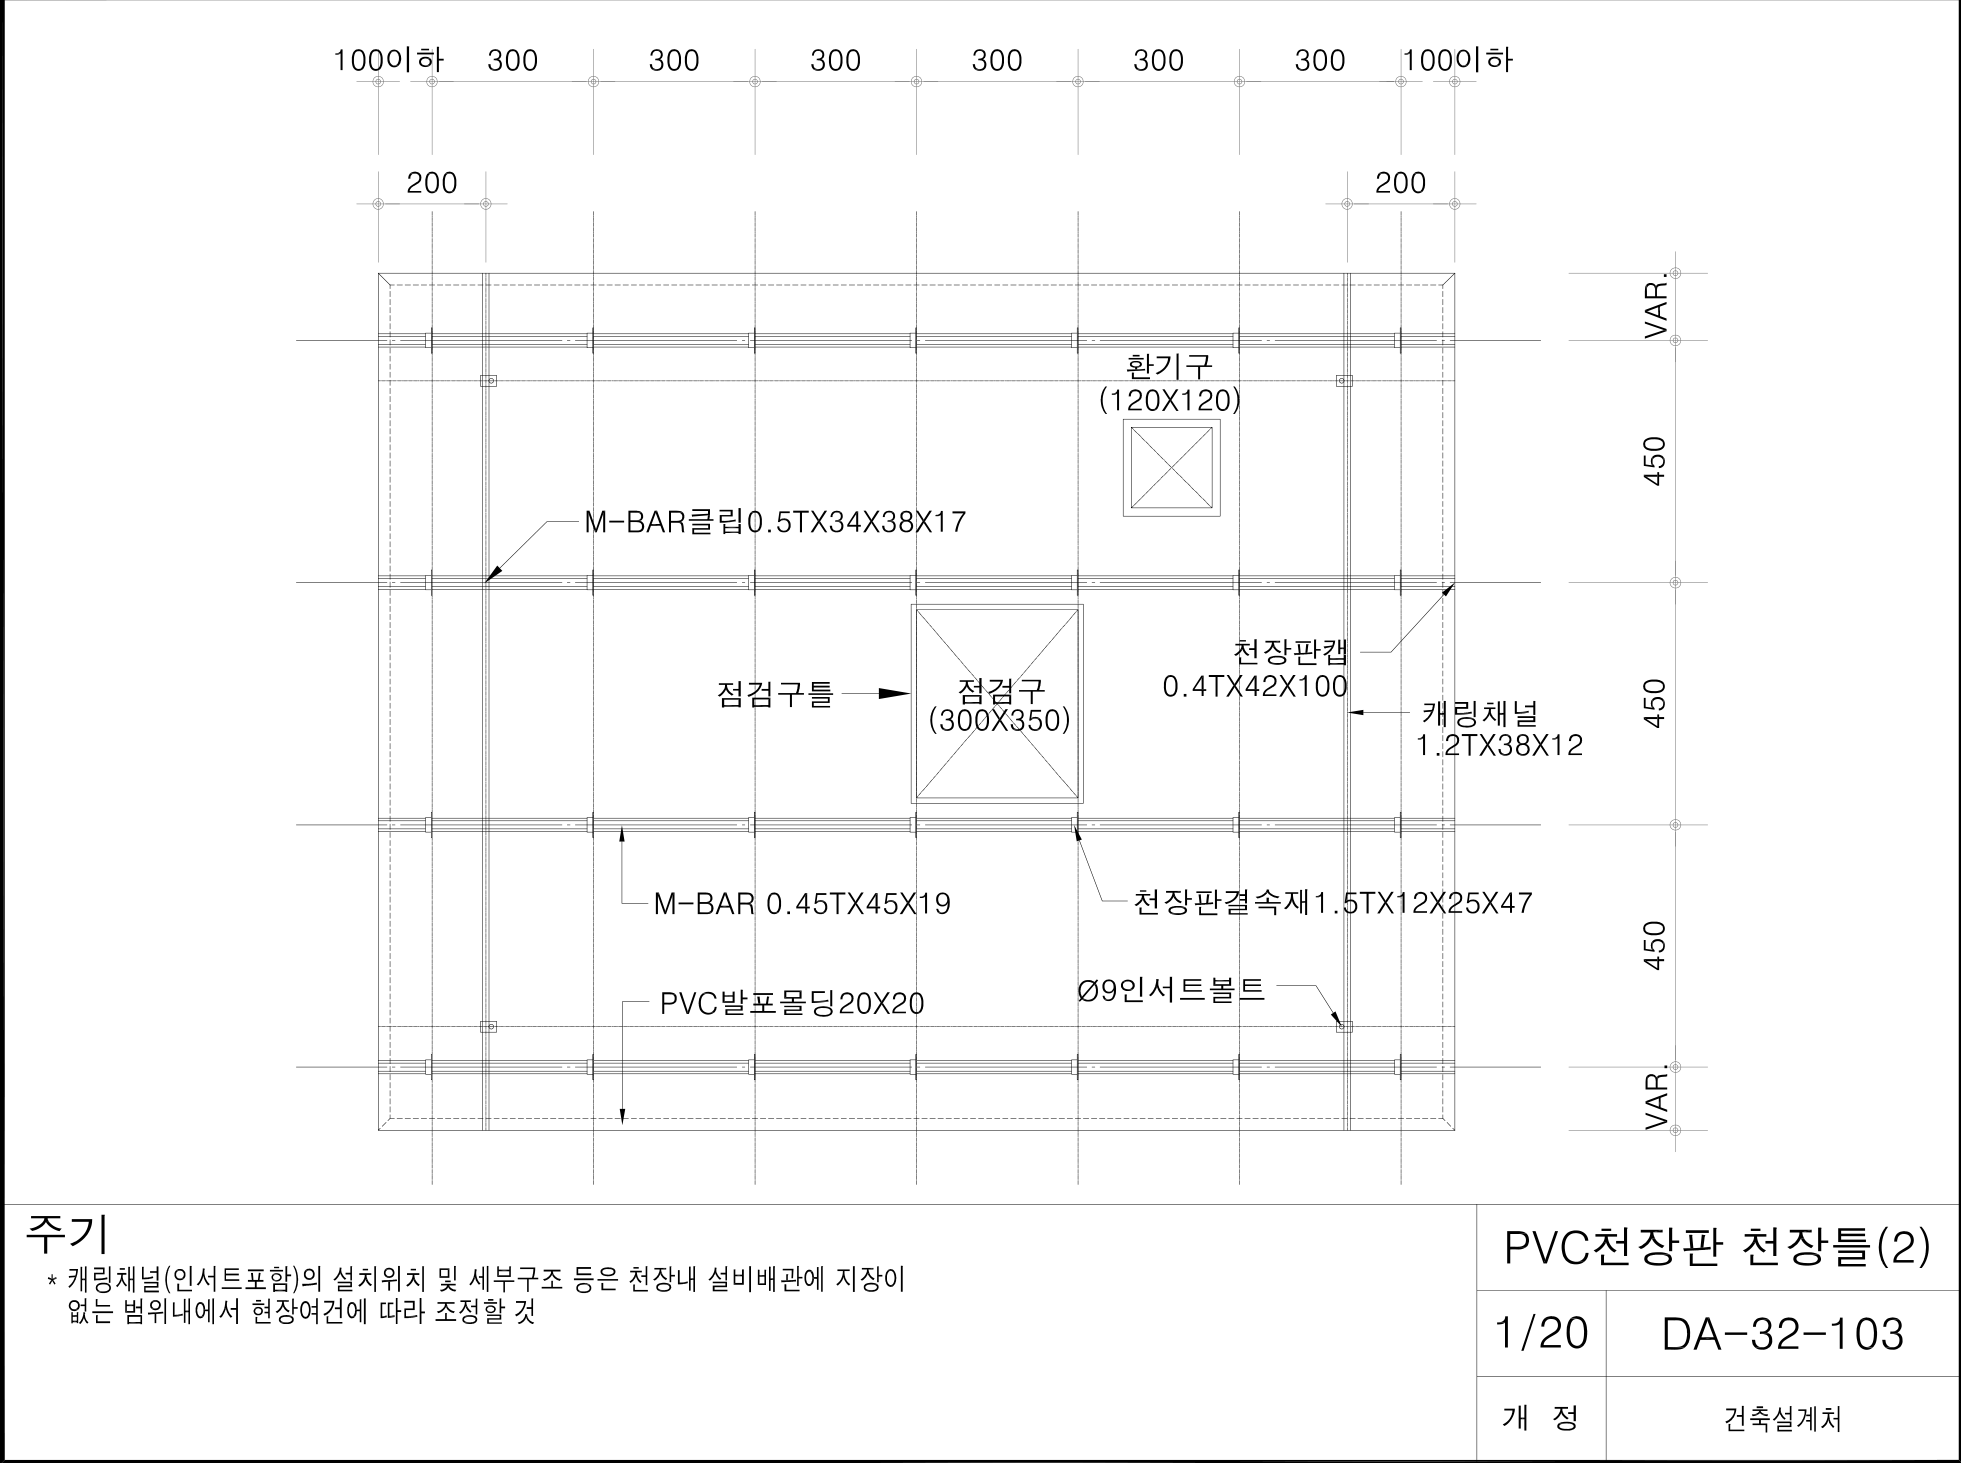 100이하 300 300 300 300 300 300 100이하
200 200
VAR.
환기구
(120X120)
450
M-BAR클립0.5TX34X38X17
천장판캡
0.4TX42X100
점검구틀
점검구
(300X350)
450
캐링채널
1.2TX38X12
M-BAR 0.45TX45X19
천장판결속재1.5TX12X25X47
450
PVC발포몰딩20X20
Ø9인서트볼트
VAR.
주기
* 캐링채널(인서트포함)의 설치위치 및 세부구조 등은 천장내 설비배관에 지장이
없는 범위내에서 현장여건에 따라 조정할 것
PVC천장판 천장틀(2)
1/20 DA-32-103
개 정 건축설계처